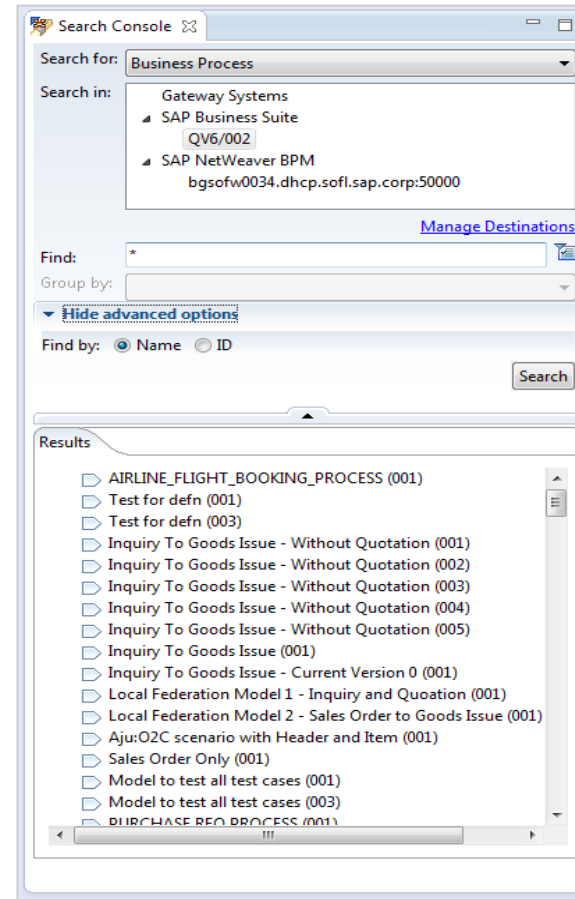 Search Console
Search for: Business Process
Search in: Gateway Systems
SAP Business Suite
QV6/002
SAP NetWeaver BPM
bgsofw0034.dhcp.sofl.sap.corp:50000
Manage Destinations
Find: *
Group by:
Hide advanced options
Find by: Name ID
Search
Results
AIRLINE_FLIGHT_BOOKING_PROCESS (001)
Test for defn (001)
Test for defn (003)
Inquiry To Goods Issue - Without Quotation (001)
Inquiry To Goods Issue - Without Quotation (002)
Inquiry To Goods Issue - Without Quotation (003)
Inquiry To Goods Issue - Without Quotation (004)
Inquiry To Goods Issue - Without Quotation (005)
Inquiry To Goods Issue (001)
Inquiry To Goods Issue - Current Version 0 (001)
Local Federation Model 1 - Inquiry and Quoation (001)
Local Federation Model 2 - Sales Order to Goods Issue (001)
Aju:O2C scenario with Header and Item (001)
Sales Order Only (001)
Model to test all test cases (001)
Model to test all test cases (003)
PURCHASE REQ PROCESS (001)